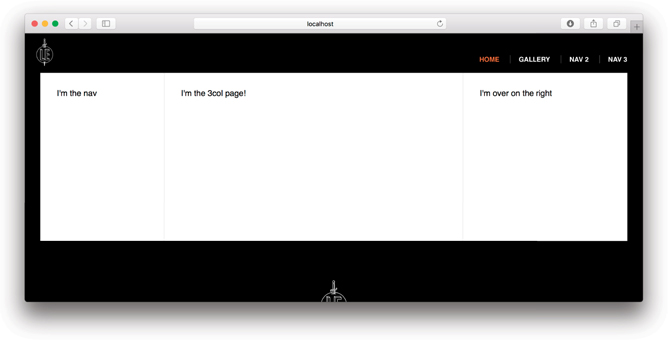 localhost
HOME
GALLERY
NAV 2
NAV 3
I'm the nav
I'm the 3col page!
I'm over on the right